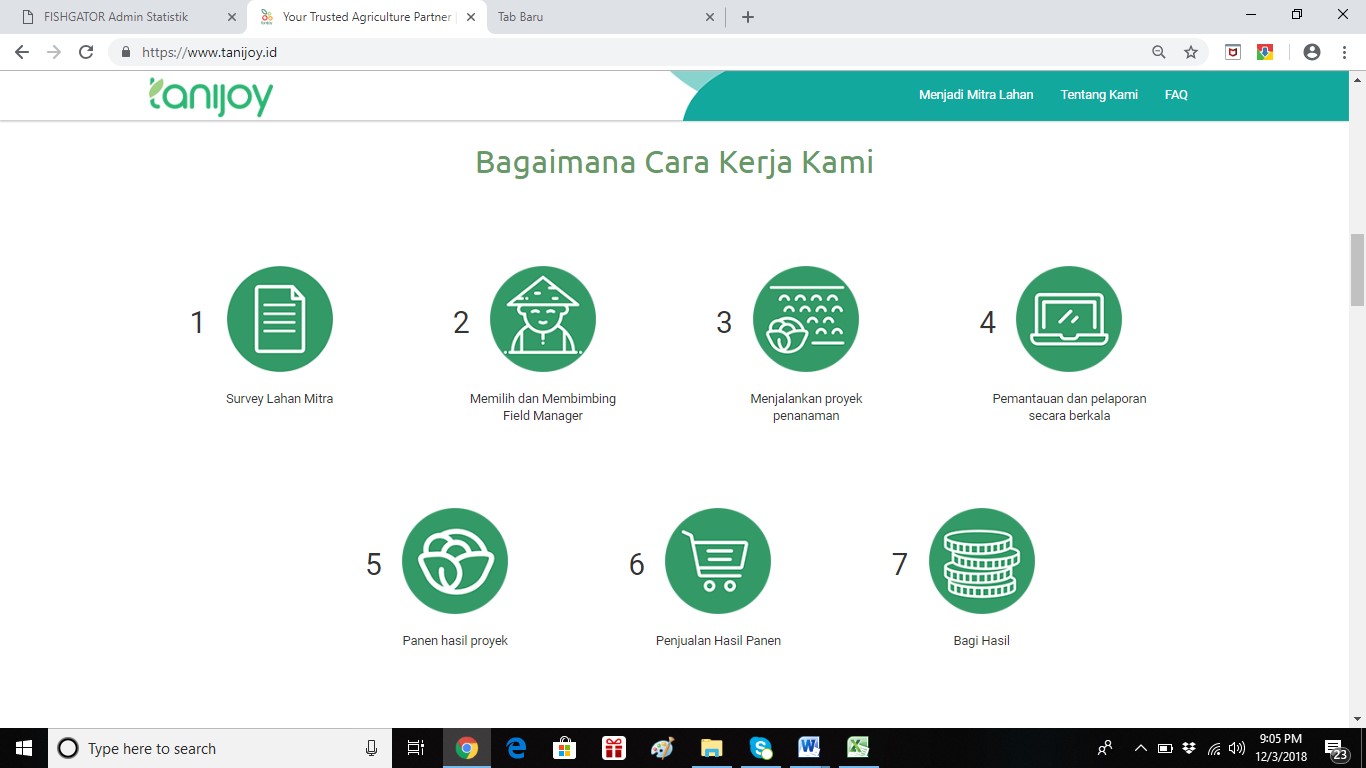 FISHGATOR Admin Statistik
Your Trusted Agriculture Partner
Tab Baru
https://www.tanijoy.id
tanijoy
Menjadi Mitra Lahan
Tentang Kami
FAQ
Bagaimana Cara Kerja Kami
1
Survey Lahan Mitra
2
Memilih dan Membimbing
Field Manager
3
Menjalankan proyek
penanaman
4
Pemantauan dan pelaporan
secara berkala
5
Panen hasil proyek
6
Penjualan Hasil Panen
7
Bagi Hasil
Type here to search
9:05 PM
12/3/2018
23